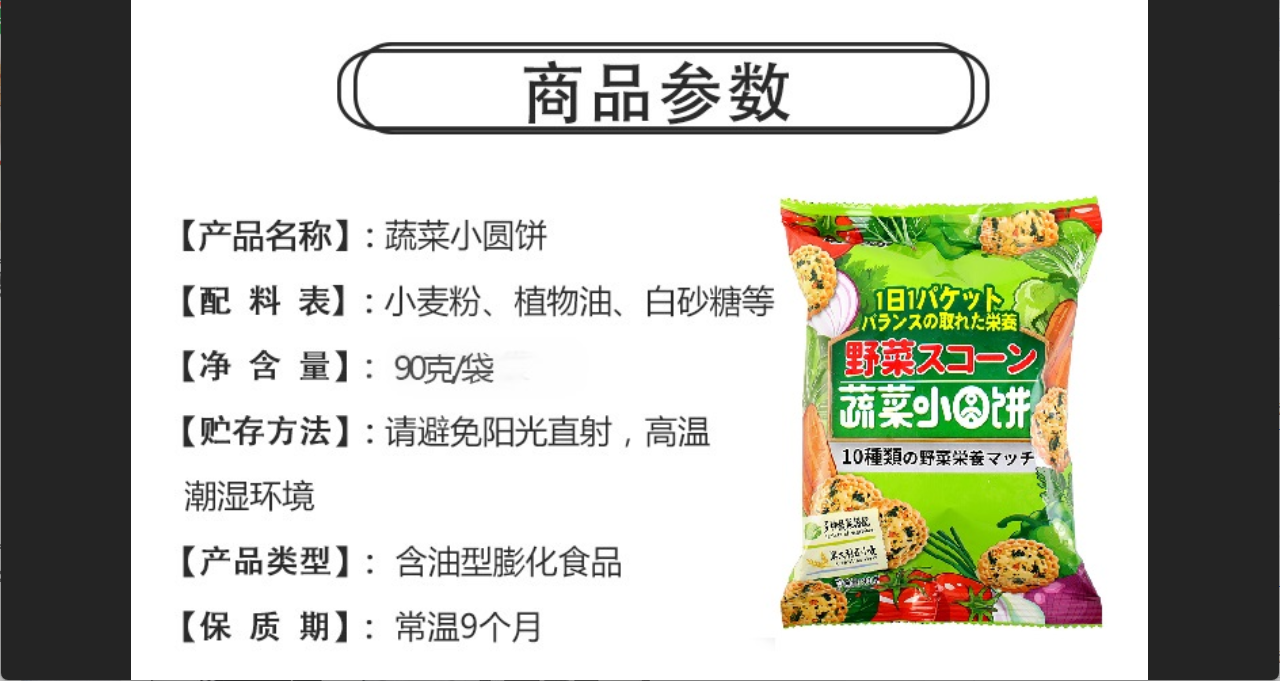 商品参数
【产品名称】：蔬菜小圆饼
【配料表】：小麦粉、植物油、白砂糖等
【净含量】：90克/袋
【贮存方法】：请避免阳光直射，高温
潮湿环境
【产品类型】：含油型膨化食品
【保质期】：常温9个月
1日1パケット
バランスの取れた栄養
野菜スコーン
蔬菜小圆饼
10種類の野菜栄養マッチ